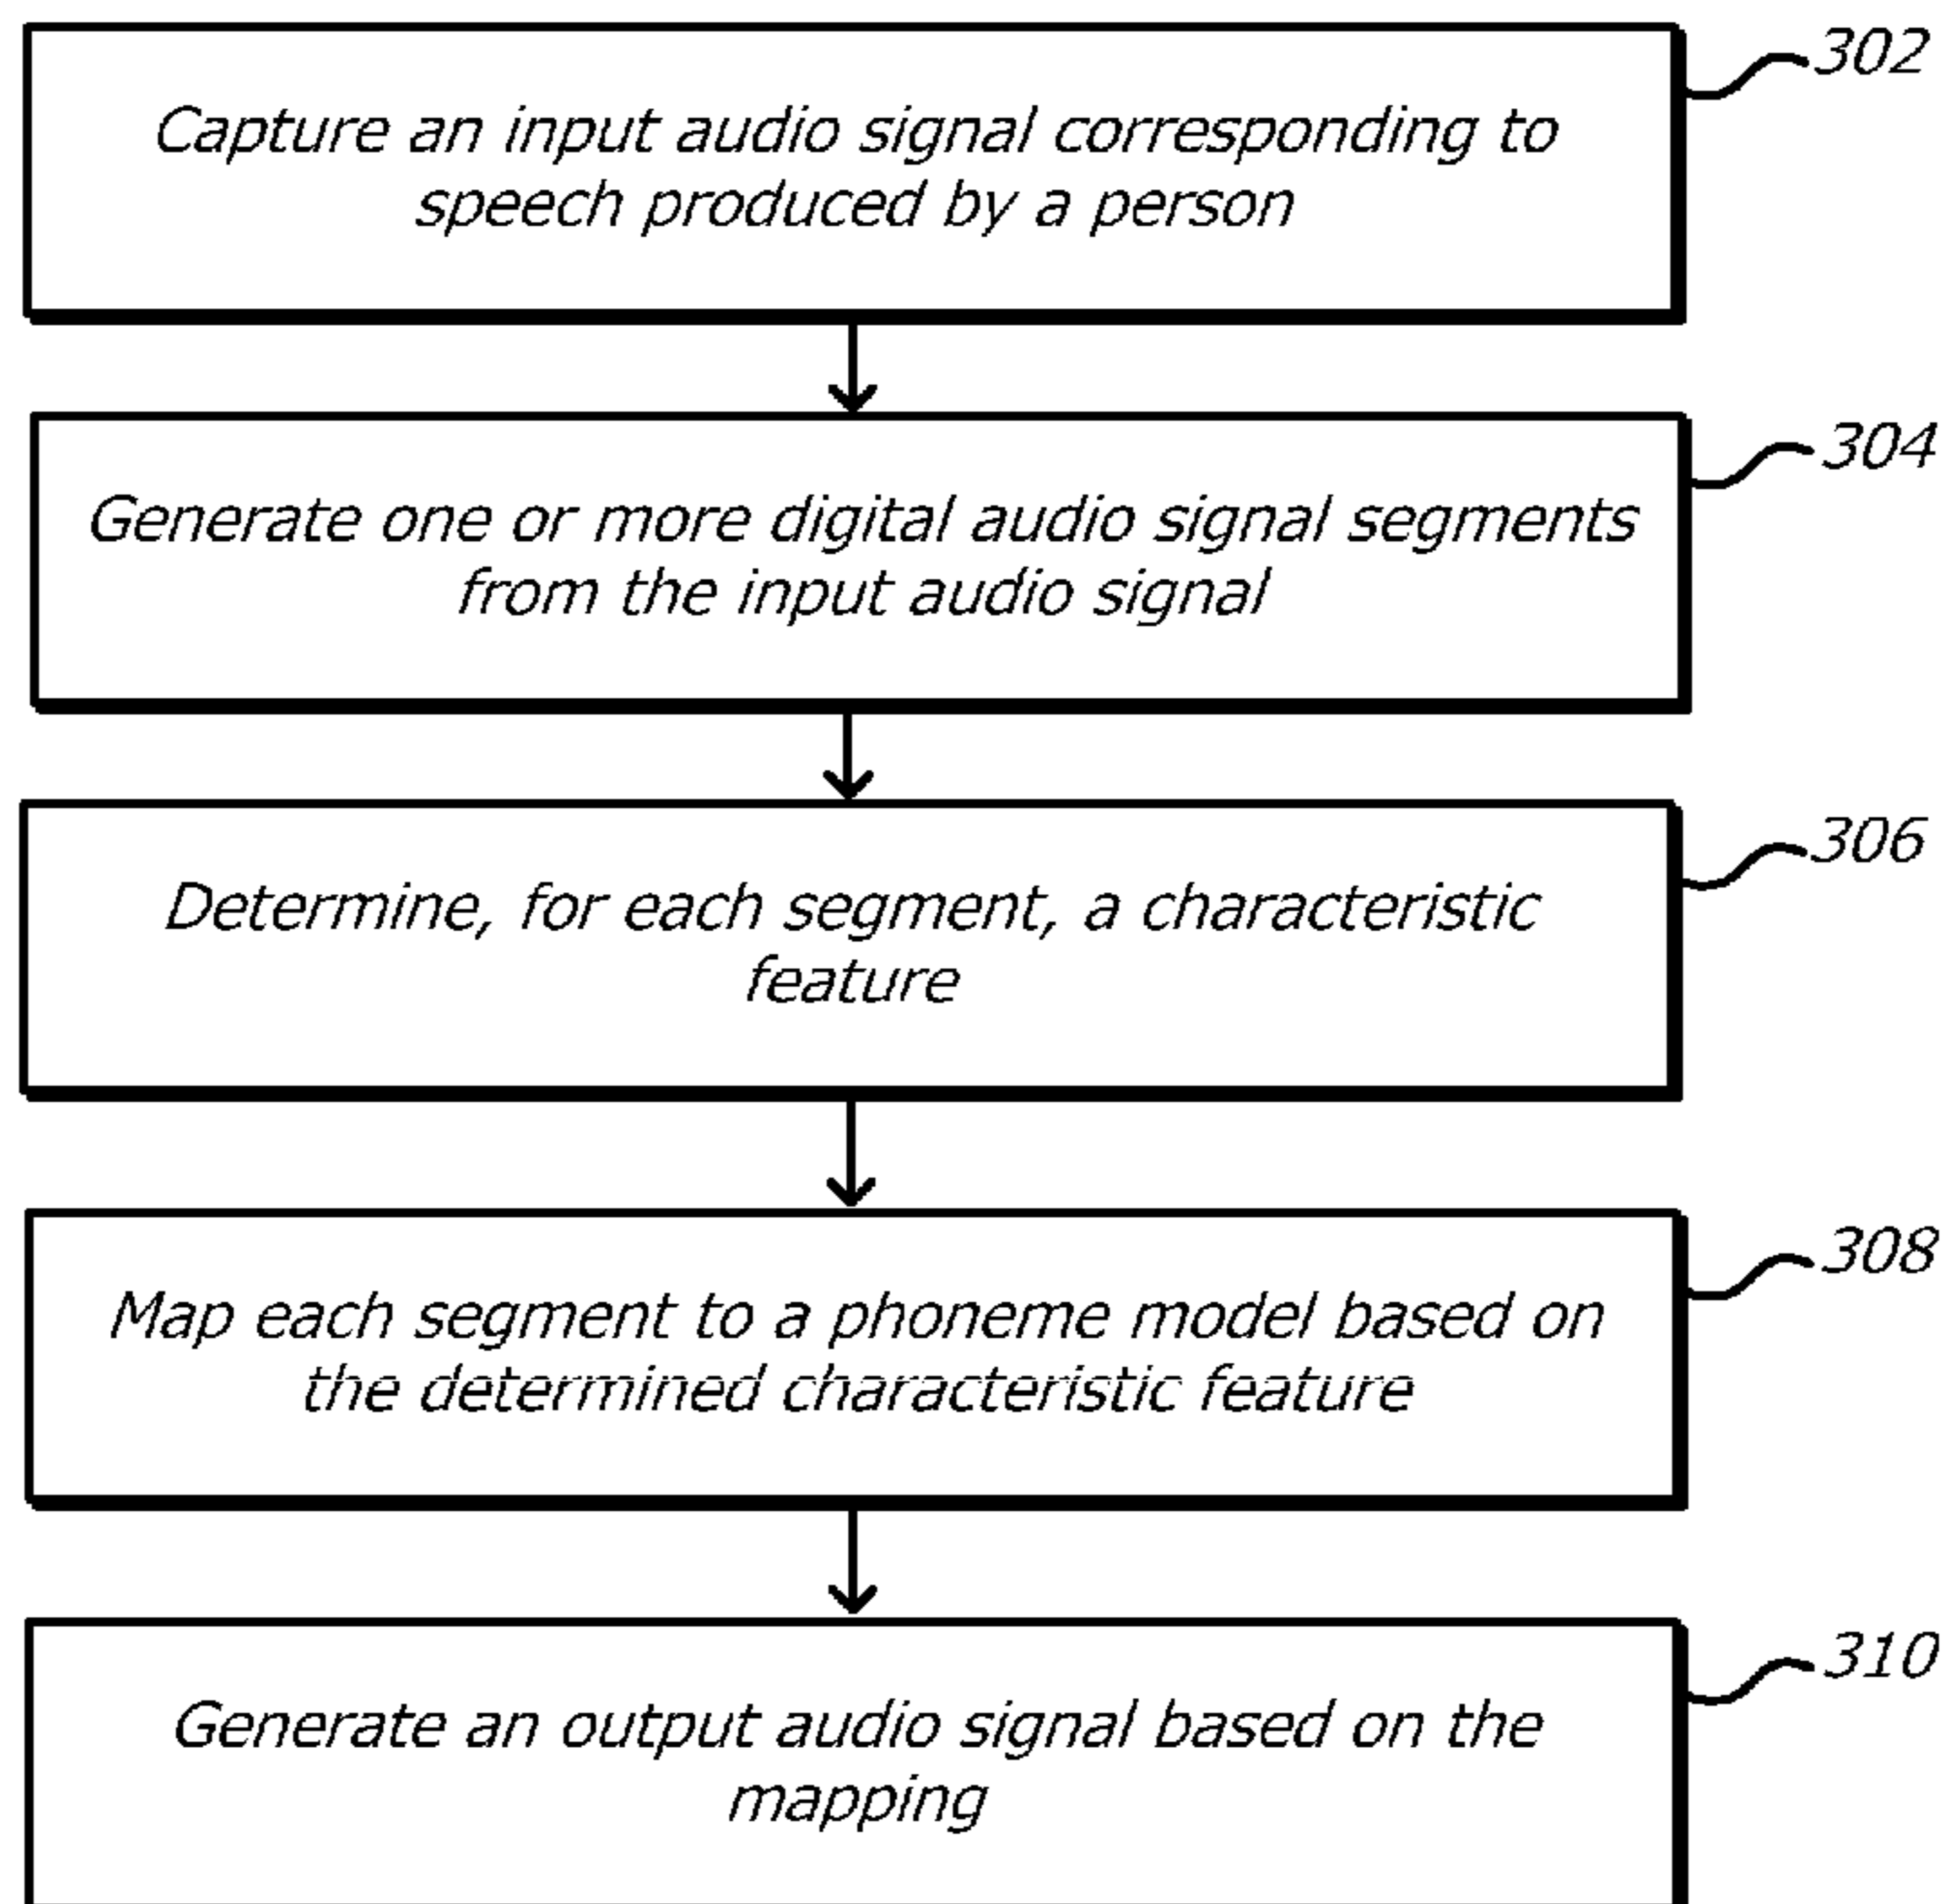 302
Capture an input audio signal corresponding to
speech produced by a person
304
Generate one or more digital audio signal segments
from the input audio signal
306
Determine, for each segment, a characteristic
feature
308
Map each segment to a phoneme model based on
the determined characteristic feature
310
Generate an output audio signal based on the
mapping